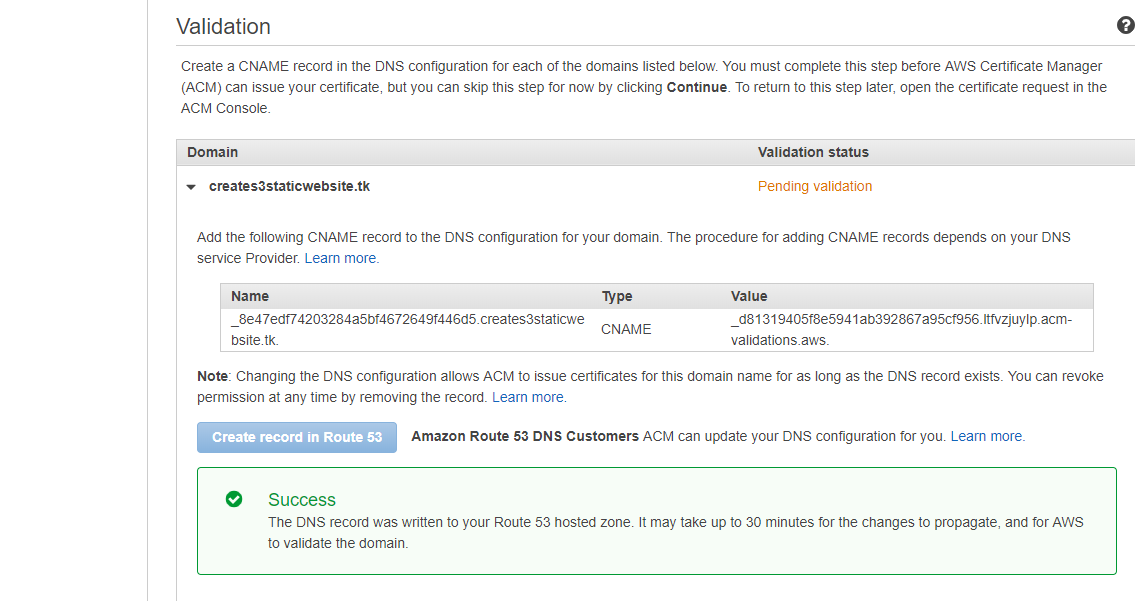 Validation
Create a CNAME record in the DNS configuration for each of the domains listed below. You must complete this step before AWS Certificate Manager
(ACM) can issue your certificate, but you can skip this step for now by clicking Continue. To return to this step later, open the certificate request in the
ACM Console.
Domain Validation status
creates3staticwebsite.tk Pending validation
Add the following CNAME record to the DNS configuration for your domain. The procedure for adding CNAME records depends on your DNS
service Provider. Learn more.
Name Type Value
_8e47edf74203284a5bf4672649f446d5.creates3staticwe
bsite.tk.
CNAME
_d81319405f8e5941ab392867a95cf956.ltfvzjuylp.acm-
validations.aws.
Note: Changing the DNS configuration allows ACM to issue certificates for this domain name for as long as the DNS record exists. You can revoke
permission at any time by removing the record. Learn more.
Create record in Route 53 Amazon Route 53 DNS Customers ACM can update your DNS configuration for you. Learn more.
Success
The DNS record was written to your Route 53 hosted zone. It may take up to 30 minutes for the changes to propagate, and for AWS
to validate the domain.